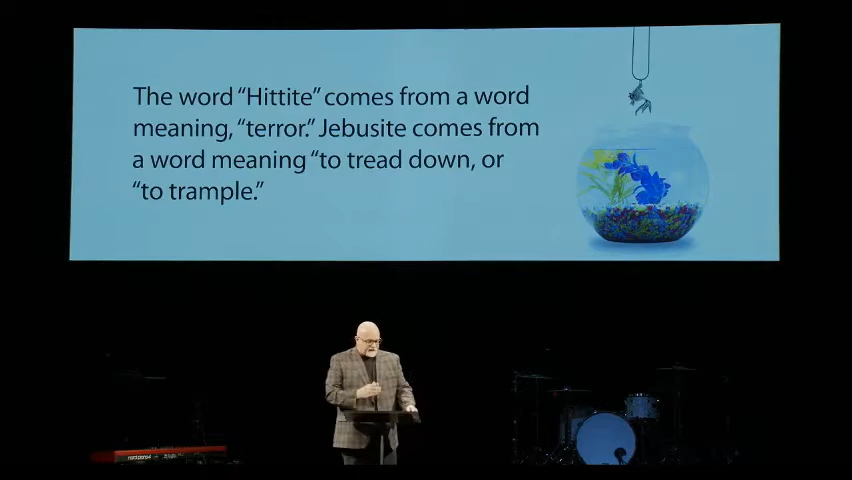 The word “Hittite” comes from a word
meaning, “terror.” Jebusite comes from
a word meaning “to tread down, or
“to trample.”